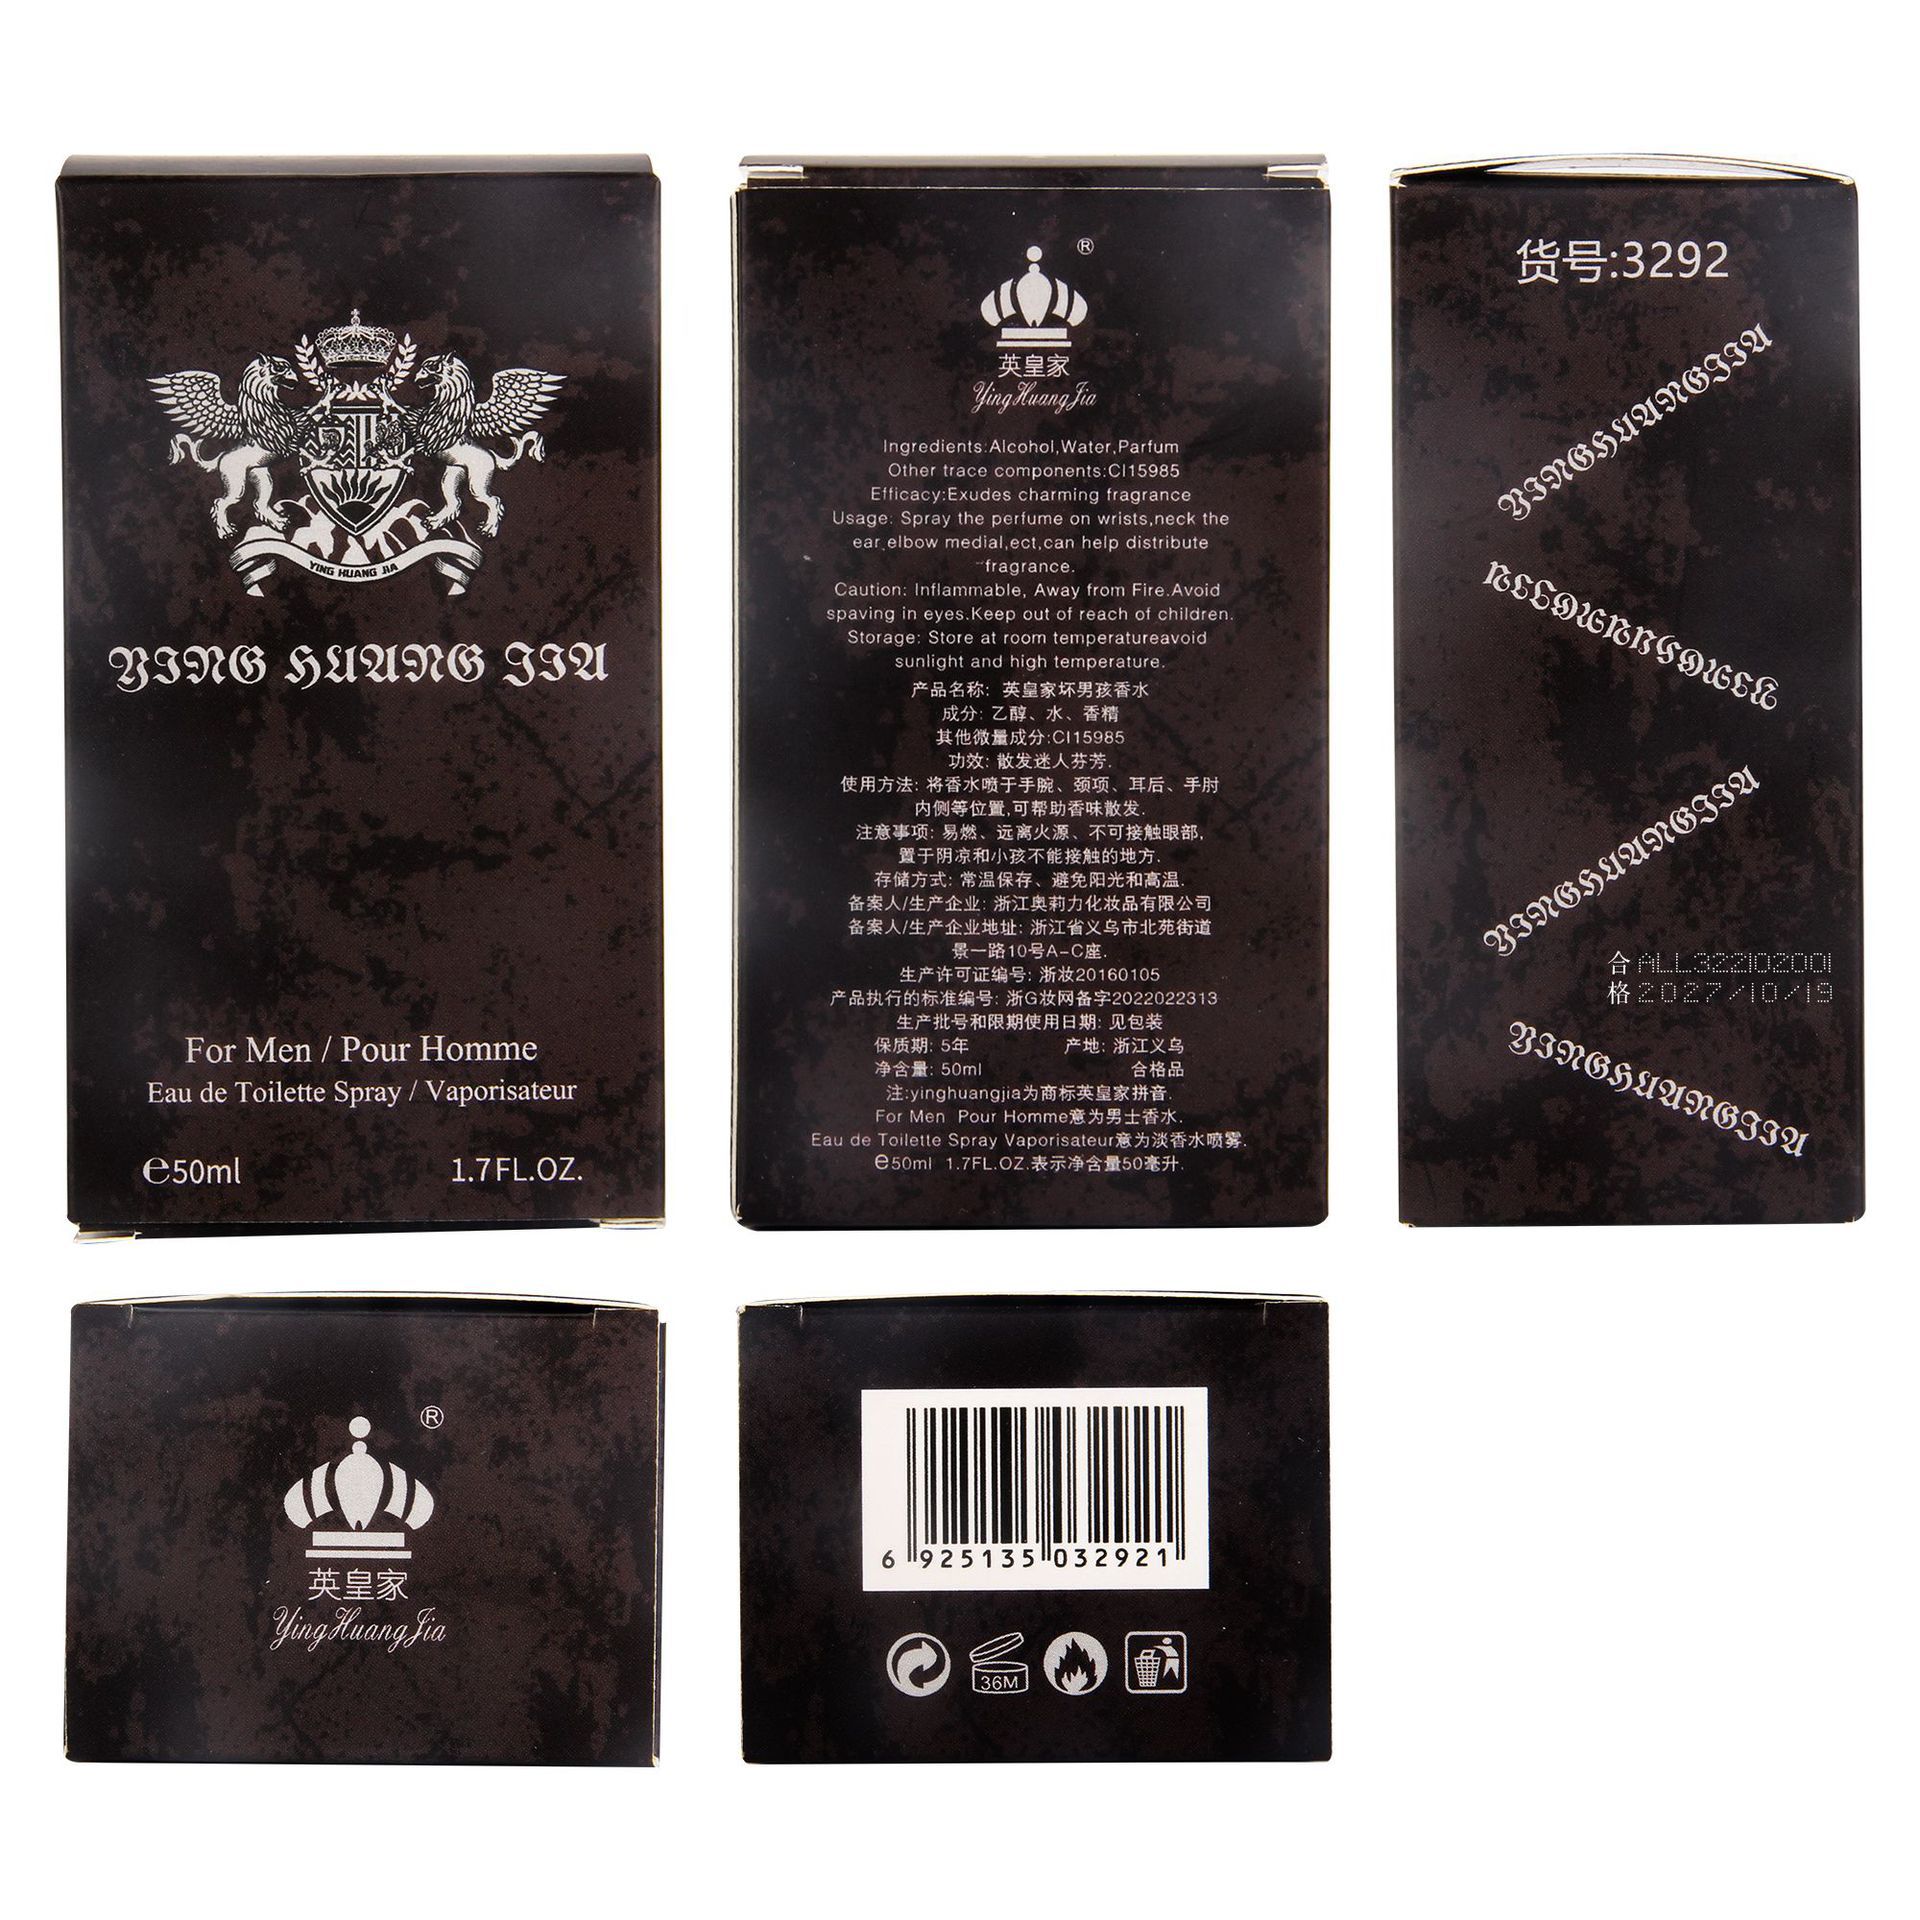 YING HUANG JIA
YING HUANG JIA
For Men / Pour Homme
Eau de Toilette Spray / Vaporisateur
℮50ml 1.7FL.OZ.
®
英皇家
YingHuangJia
Ingredients:Alcohol,Water,Parfum
Other trace components:CI15985
Efficacy:Exudes charming fragrance
Usage: Spray the perfume on wrists,neck the
ear,elbow medial,ect,can help distribute
fragrance.
Caution: Inflammable, Away from Fire.Avoid
spaving in eyes.Keep out of reach of children.
Storage: Store at room temperatureavoid
sunlight and high temperature.
产品名称: 英皇家坏男孩香水
成分: 乙醇、水、香精
其他微量成分:CI15985
功效: 散发迷人芬芳.
使用方法: 将香水喷于手腕、颈项、耳后、手肘
内侧等位置,可帮助香味散发.
注意事项: 易燃、远离火源、不可接触眼部,
置于阴凉和小孩不能接触的地方.
存储方式: 常温保存、避免阳光和高温.
备案人/生产企业: 浙江奥莉力化妆品有限公司
备案人/生产企业地址: 浙江省义乌市北苑街道
景一路10号A-C座.
生产许可证编号: 浙妆20160105
产品执行的标准编号: 浙G妆网备字2022022313
生产批号和限期使用日期: 见包装
保质期: 5年 产地: 浙江义乌
净含量: 50ml 合格品
注:yinghuangjia为商标英皇家拼音.
For Men Pour Homme意为男士香水.
Eau de Toilette Spray Vaporisateur意为淡香水喷雾.
℮50ml 1.7FL.OZ.表示净含量50毫升.
货号:3292
YINGHUANGJIA
YINGHUANGJIA
YINGHUANGJIA
合 ALL322102001
格 2027/10/19
YINGHUANGJIA
®
英皇家
YingHuangJia
6 925135 032921
36M